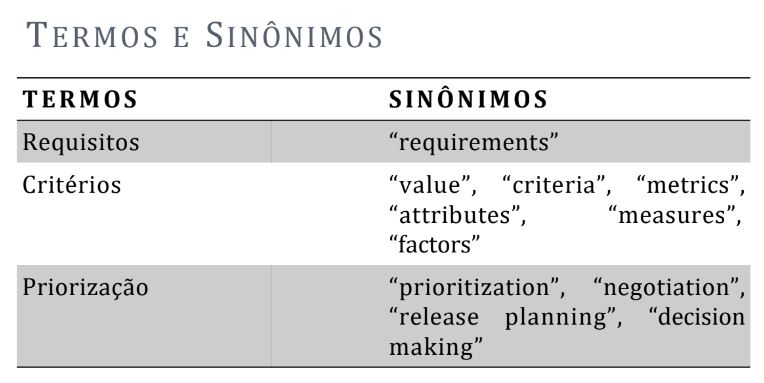 TERMOS E SINÔNIMOS
TERMOS SINÔNIMOS
Requisitos “requirements”
Critérios “value”, “criteria”, “metrics”,
“attributes”, “measures”,
“factors”
Priorização “prioritization”, “negotiation”,
“release planning”, “decision
making”